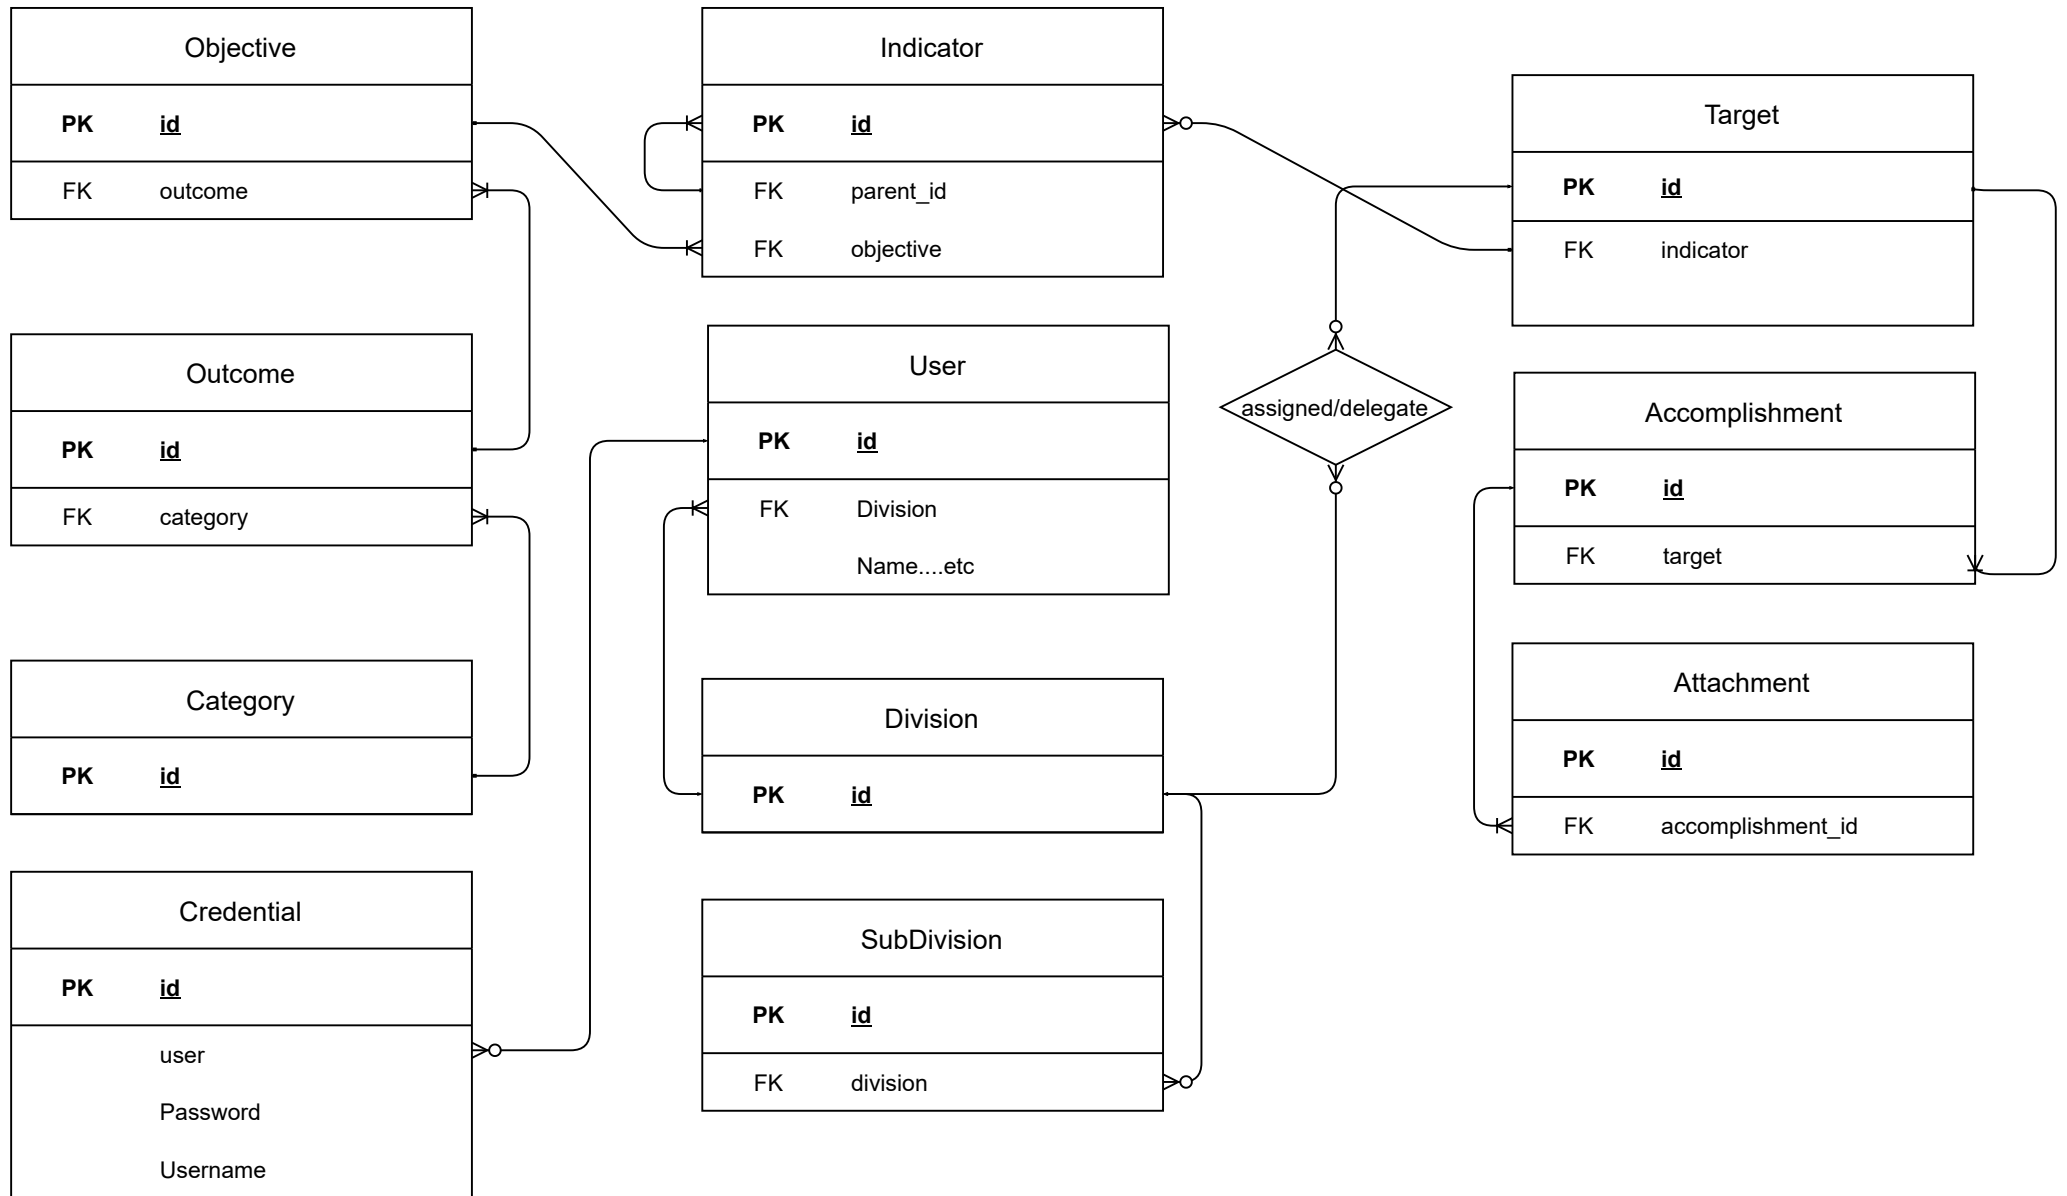 Objective
PK id
FK outcome
Outcome
PK id
FK category
Category
PK id
Credential
PK id
user
Password
Username
Indicator
PK id
FK parent_id
FK objective
User
PK id
FK Division
Name....etc
Division
PK id
SubDivision
PK id
FK division
assigned/delegate
Target
PK id
FK indicator
Accomplishment
PK id
FK target
Attachment
PK id
FK accomplishment_id